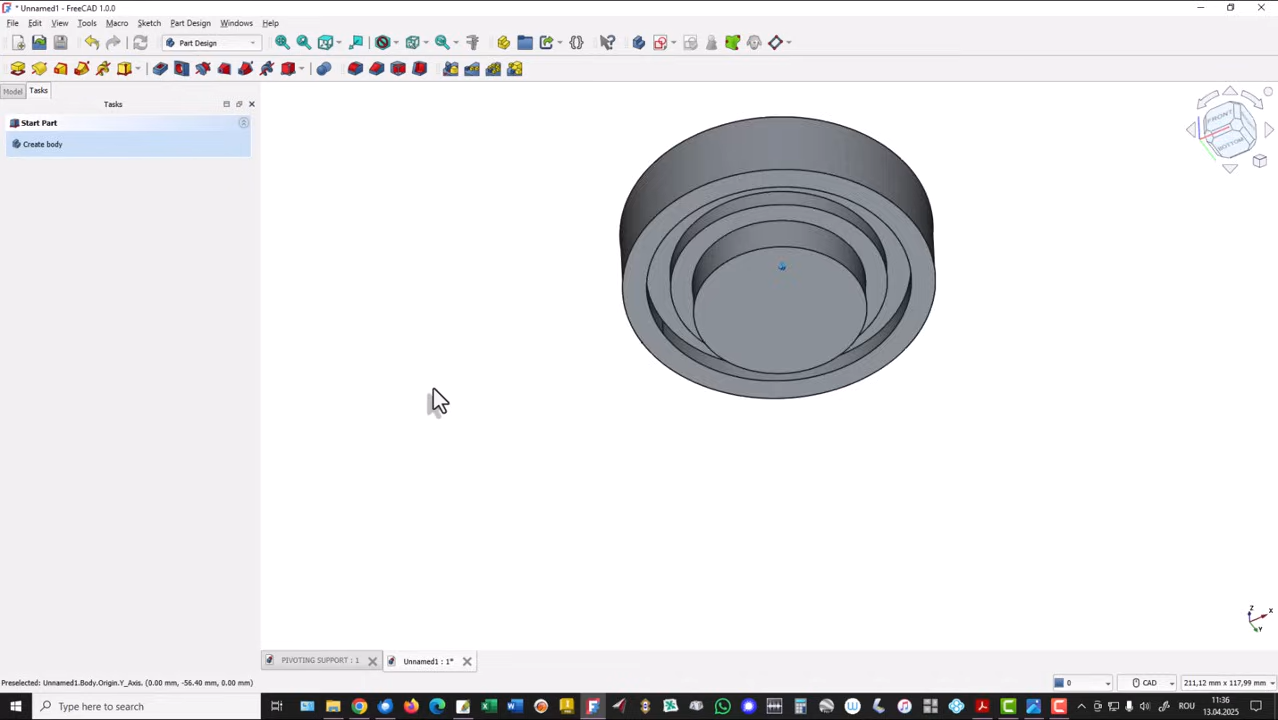 * Unnamed1 - FreeCAD 1.0.0
File Edit View Tools Macro Sketch Part Design Windows Help
Part Design
Model Tasks
Tasks
Start Part
Create body
FRONT
BOTTOM
Z
X
Y
PIVOTING SUPPORT : 1
Unnamed1 : 1*
Preselected: Unnamed1.Body.Origin.Y_Axis. (0.00 mm, -56.40 mm, 0.00 mm)
0
CAD
211,12 mm x 117,99 mm
Type here to search
ROU
11:36
13.04.2025